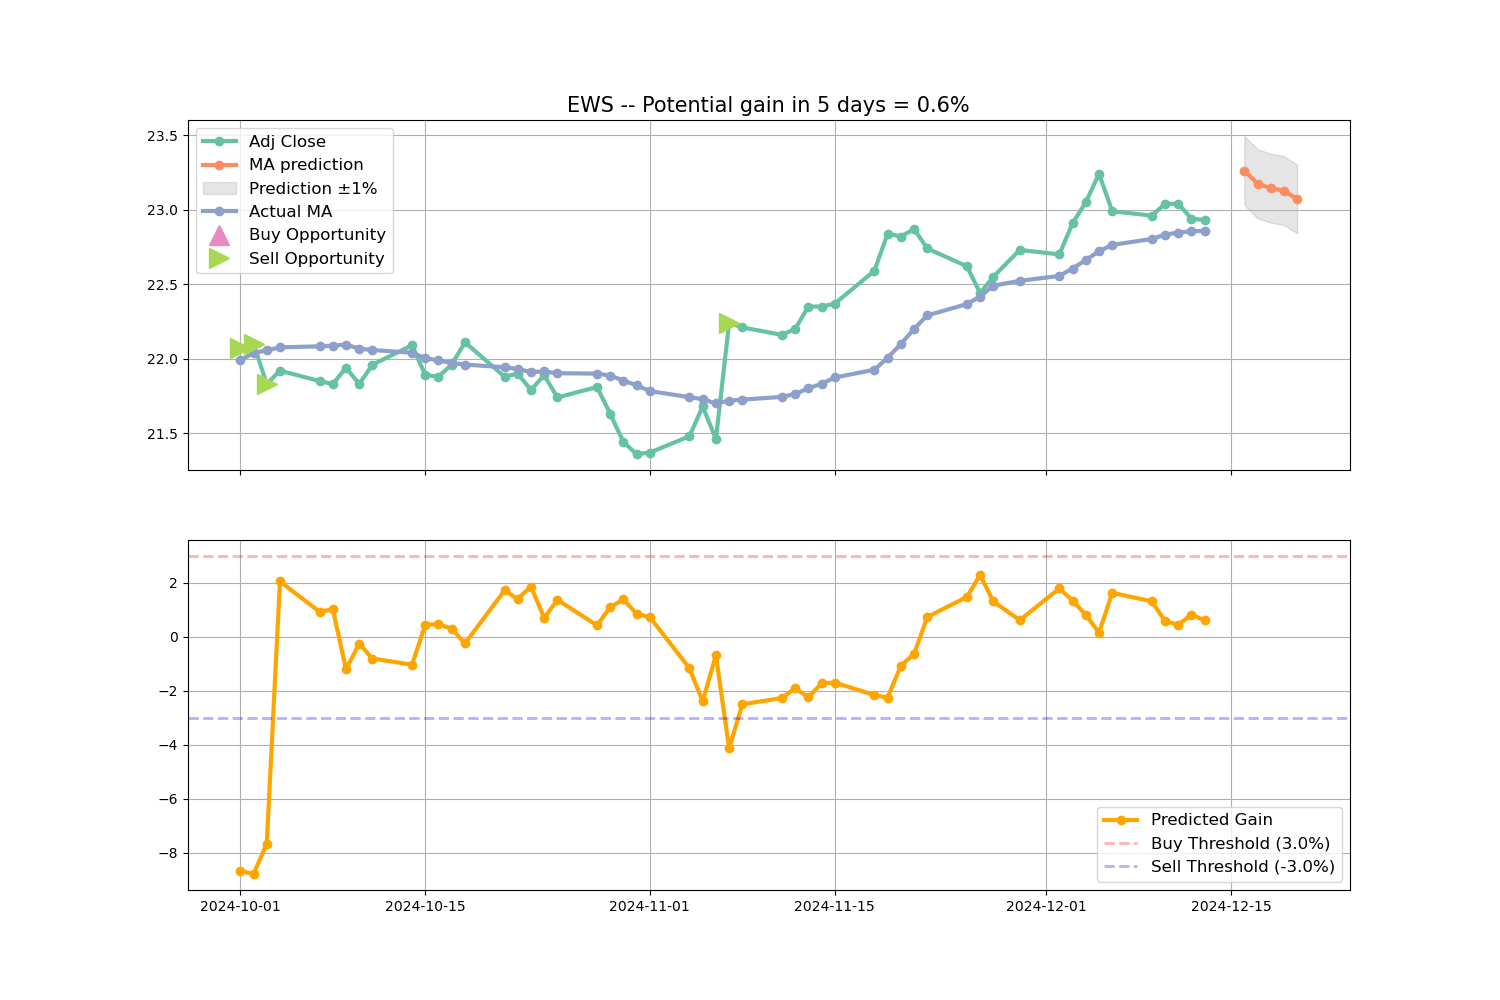 EWS -- Potential gain in 5 days = 0.6%
23.5
23.0
22.5
22.0
21.5
Adj Close
MA prediction
Prediction ±1%
Actual MA
Buy Opportunity
Sell Opportunity
2
0
−2
−4
−6
−8
Predicted Gain
Buy Threshold (3.0%)
Sell Threshold (-3.0%)
2024-10-01
2024-10-15
2024-11-01
2024-11-15
2024-12-01
2024-12-15